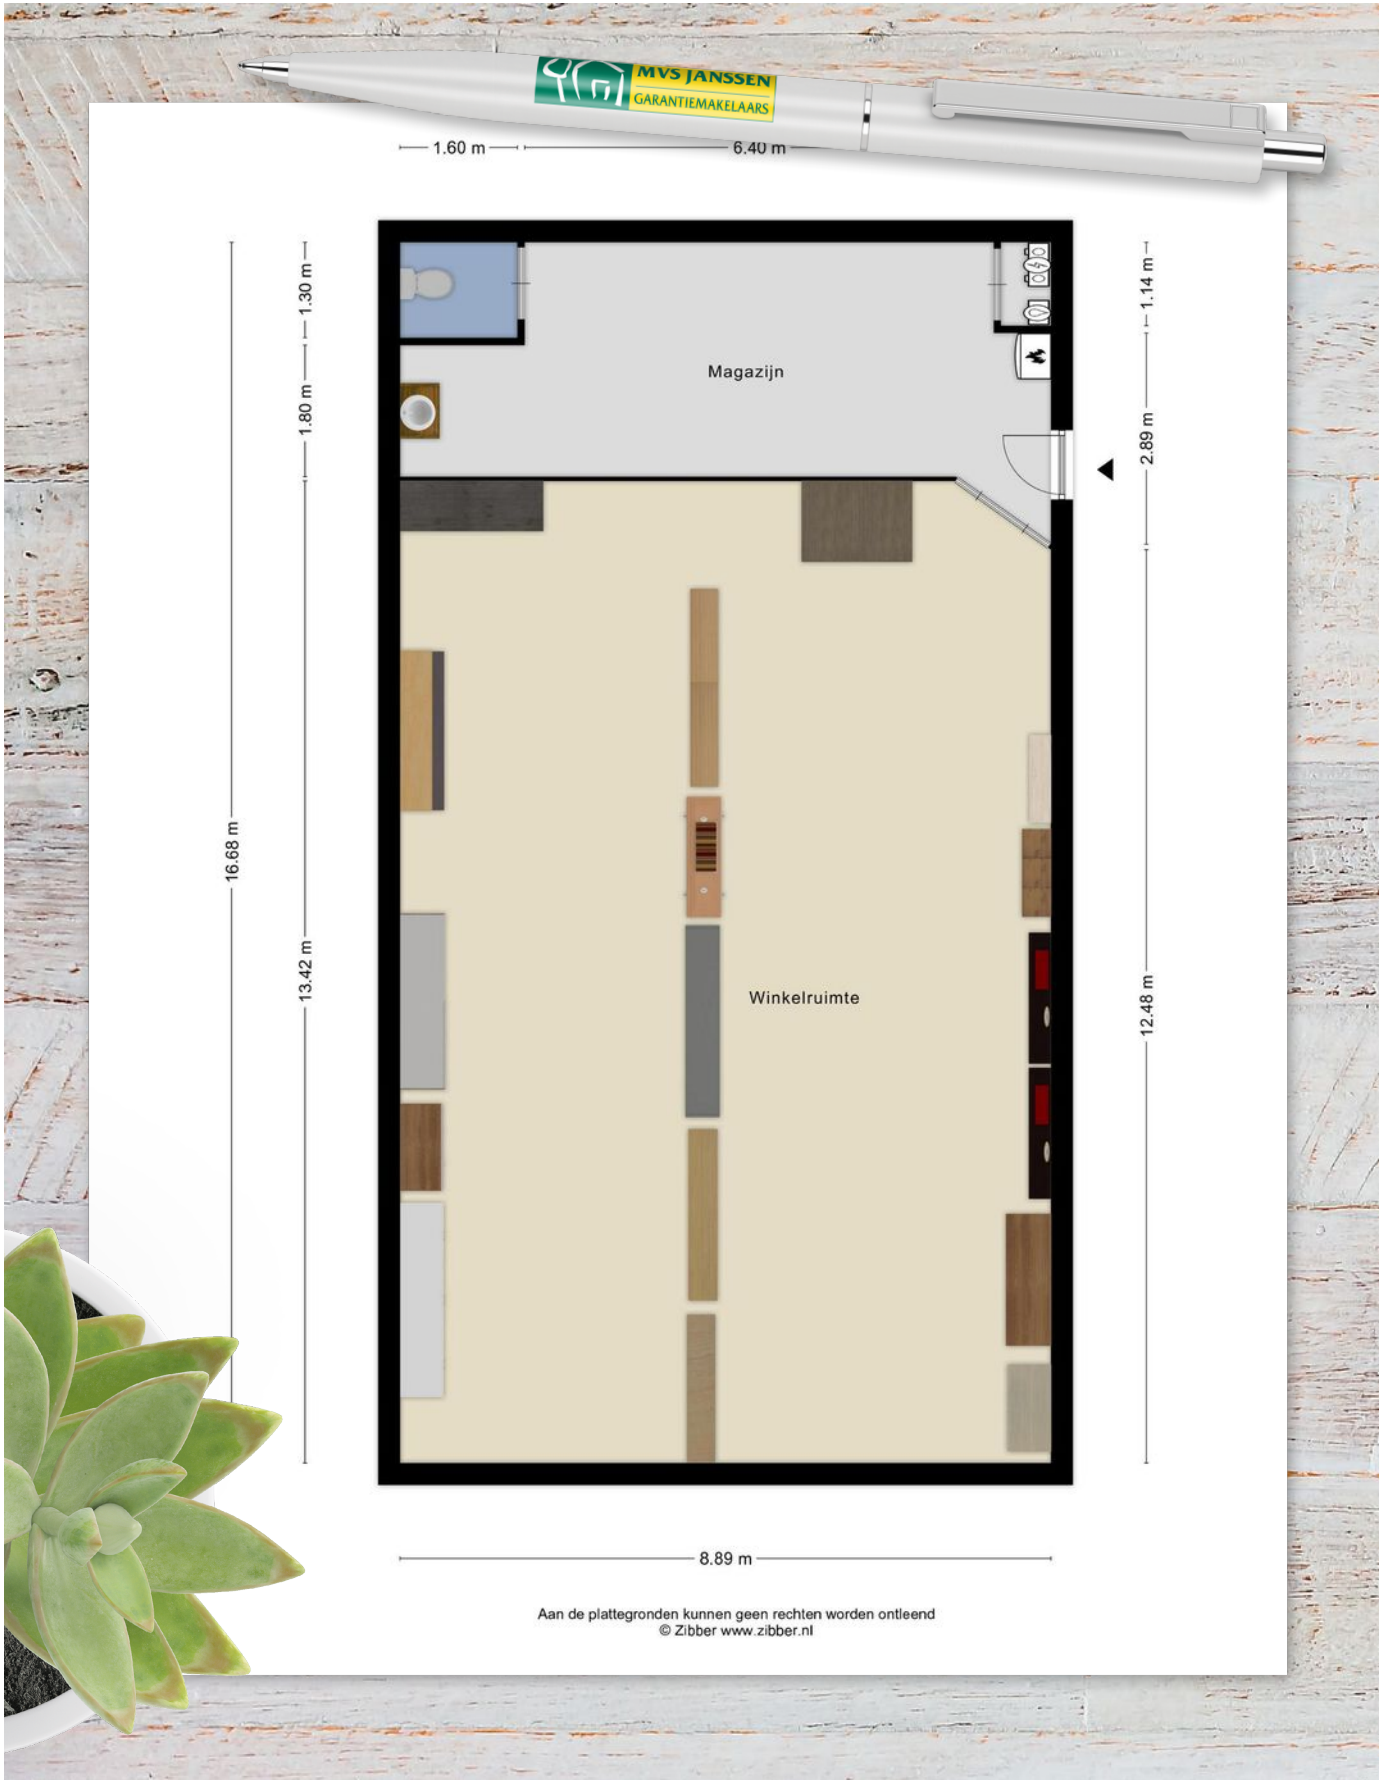 MVS JANSSEN
GARANTIEMAKELAARS
1.60 m
6.40 m
1.30 m
1.14 m
Magazijn
1.80 m
2.89 m
16.68 m
13.42 m
Winkelruimte
12.48 m
8.89 m
Aan de plattegronden kunnen geen rechten worden ontleend
© Zibber www.zibber.nl